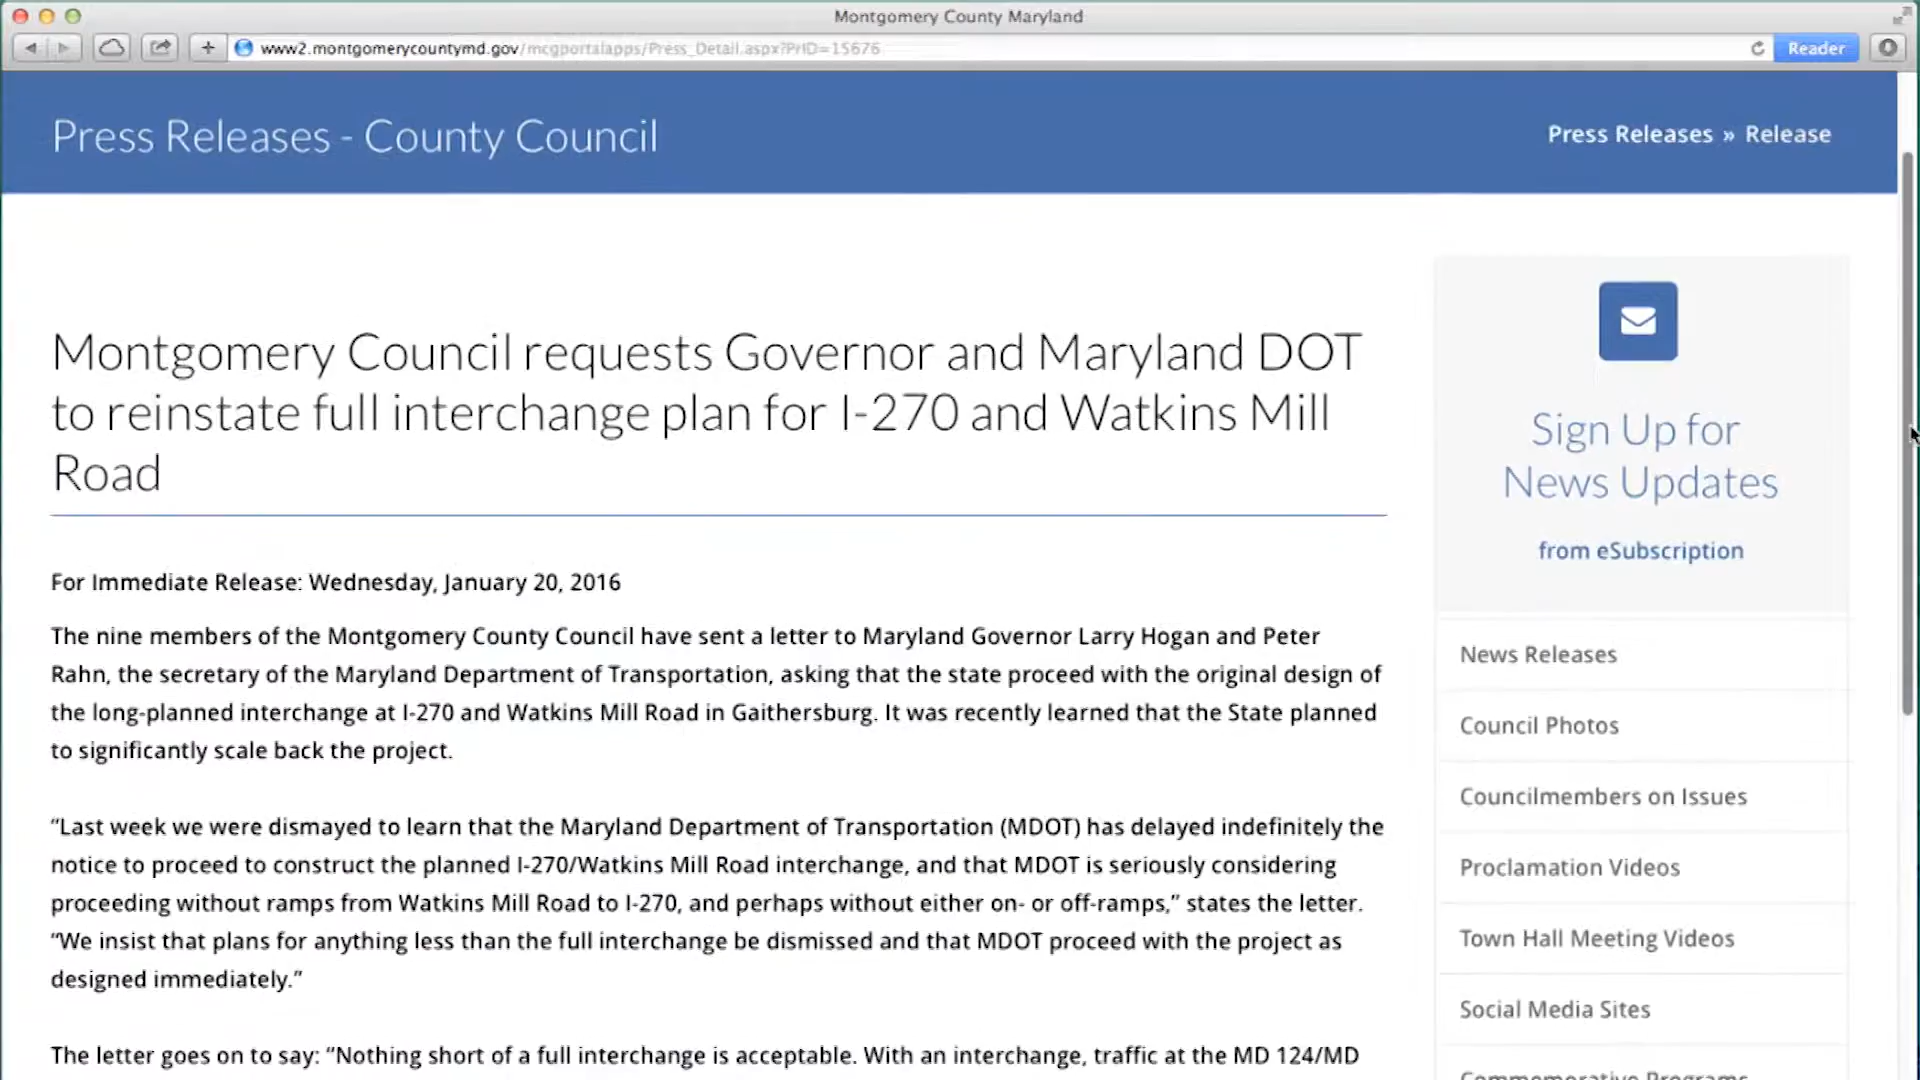 Montgomery County Maryland
www2.montgomerycountymd.gov/mcgportalapps/Press_Detail.aspx?PrID=15676
Reader
Press Releases - County Council
Press Releases » Release
Montgomery Council requests Governor and Maryland DOT
to reinstate full interchange plan for I-270 and Watkins Mill
Road
For Immediate Release: Wednesday, January 20, 2016
The nine members of the Montgomery County Council have sent a letter to Maryland Governor Larry Hogan and Peter
Rahn, the secretary of the Maryland Department of Transportation, asking that the state proceed with the original design of
the long-planned interchange at I-270 and Watkins Mill Road in Gaithersburg. It was recently learned that the State planned
to significantly scale back the project.
“Last week we were dismayed to learn that the Maryland Department of Transportation (MDOT) has delayed indefinitely the
notice to proceed to construct the planned I-270/Watkins Mill Road interchange, and that MDOT is seriously considering
proceeding without ramps from Watkins Mill Road to I-270, and perhaps without either on- or off-ramps,” states the letter.
“We insist that plans for anything less than the full interchange be dismissed and that MDOT proceed with the project as
designed immediately.”
The letter goes on to say: “Nothing short of a full interchange is acceptable. With an interchange, traffic at the MD 124/MD
Sign Up for
News Updates
from eSubscription
News Releases
Council Photos
Councilmembers on Issues
Proclamation Videos
Town Hall Meeting Videos
Social Media Sites
Commemorative Programs